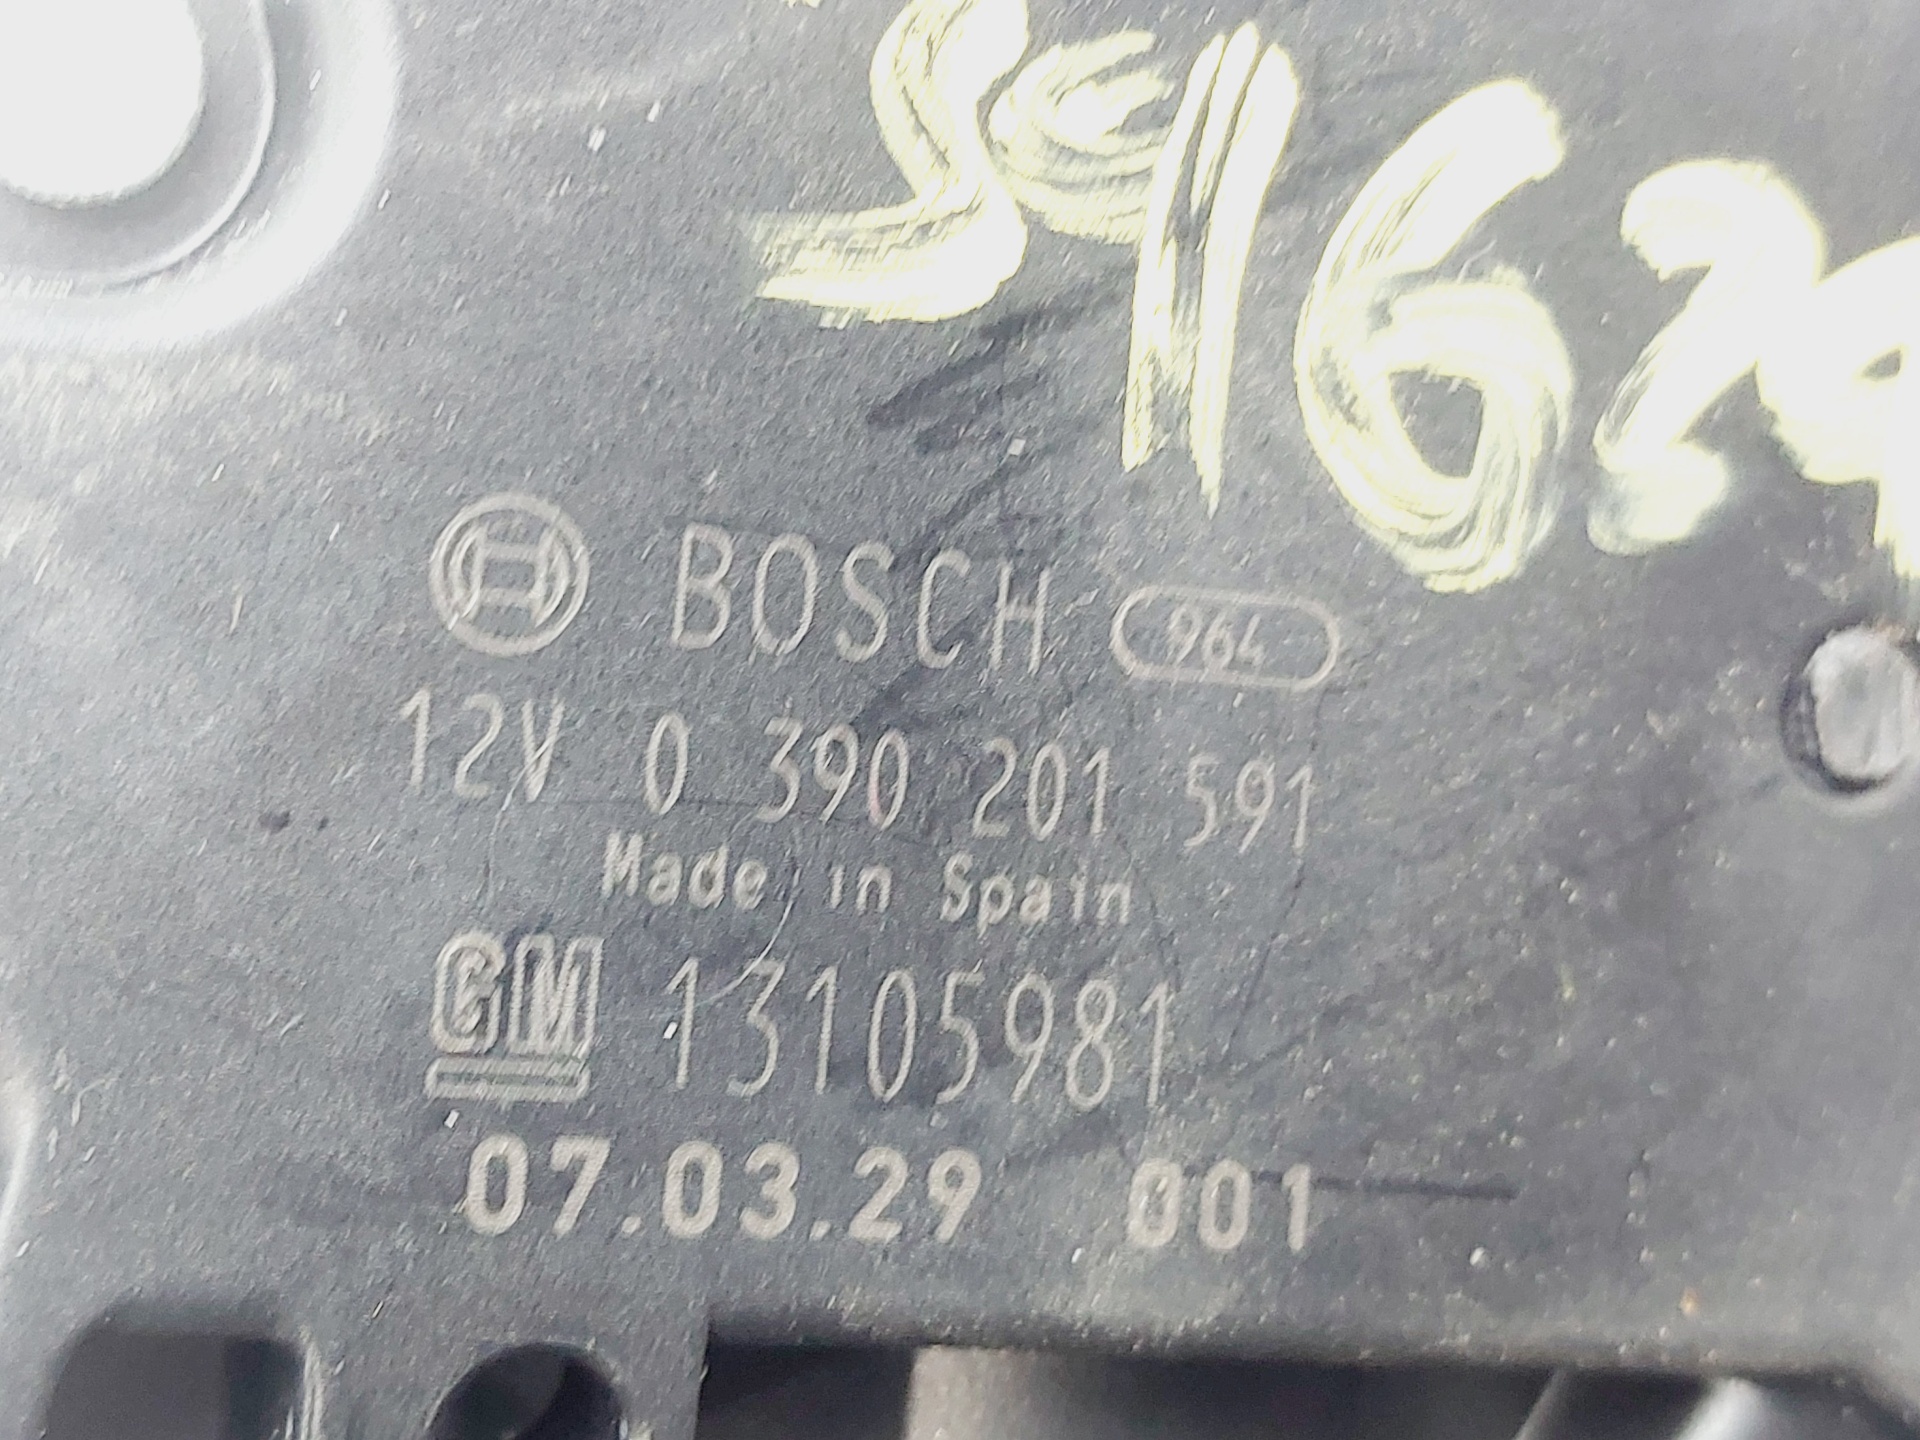 BOSCH 964
12V 0 390 201 591
Made in Spain
GM 13105981
07.03.29 001